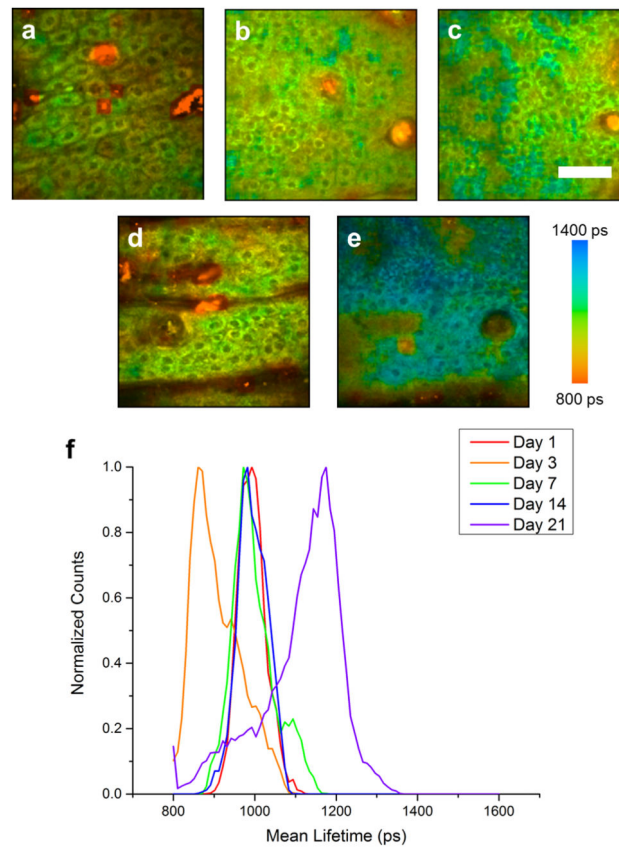 a
b
c
d
e
1400 ps
800 ps
f
Day 1
Day 3
Day 7
Day 14
Day 21
1.0
0.8
0.6
0.4
0.2
0.0
Normalized Counts
800 1000 1200 1400 1600
Mean Lifetime (ps)